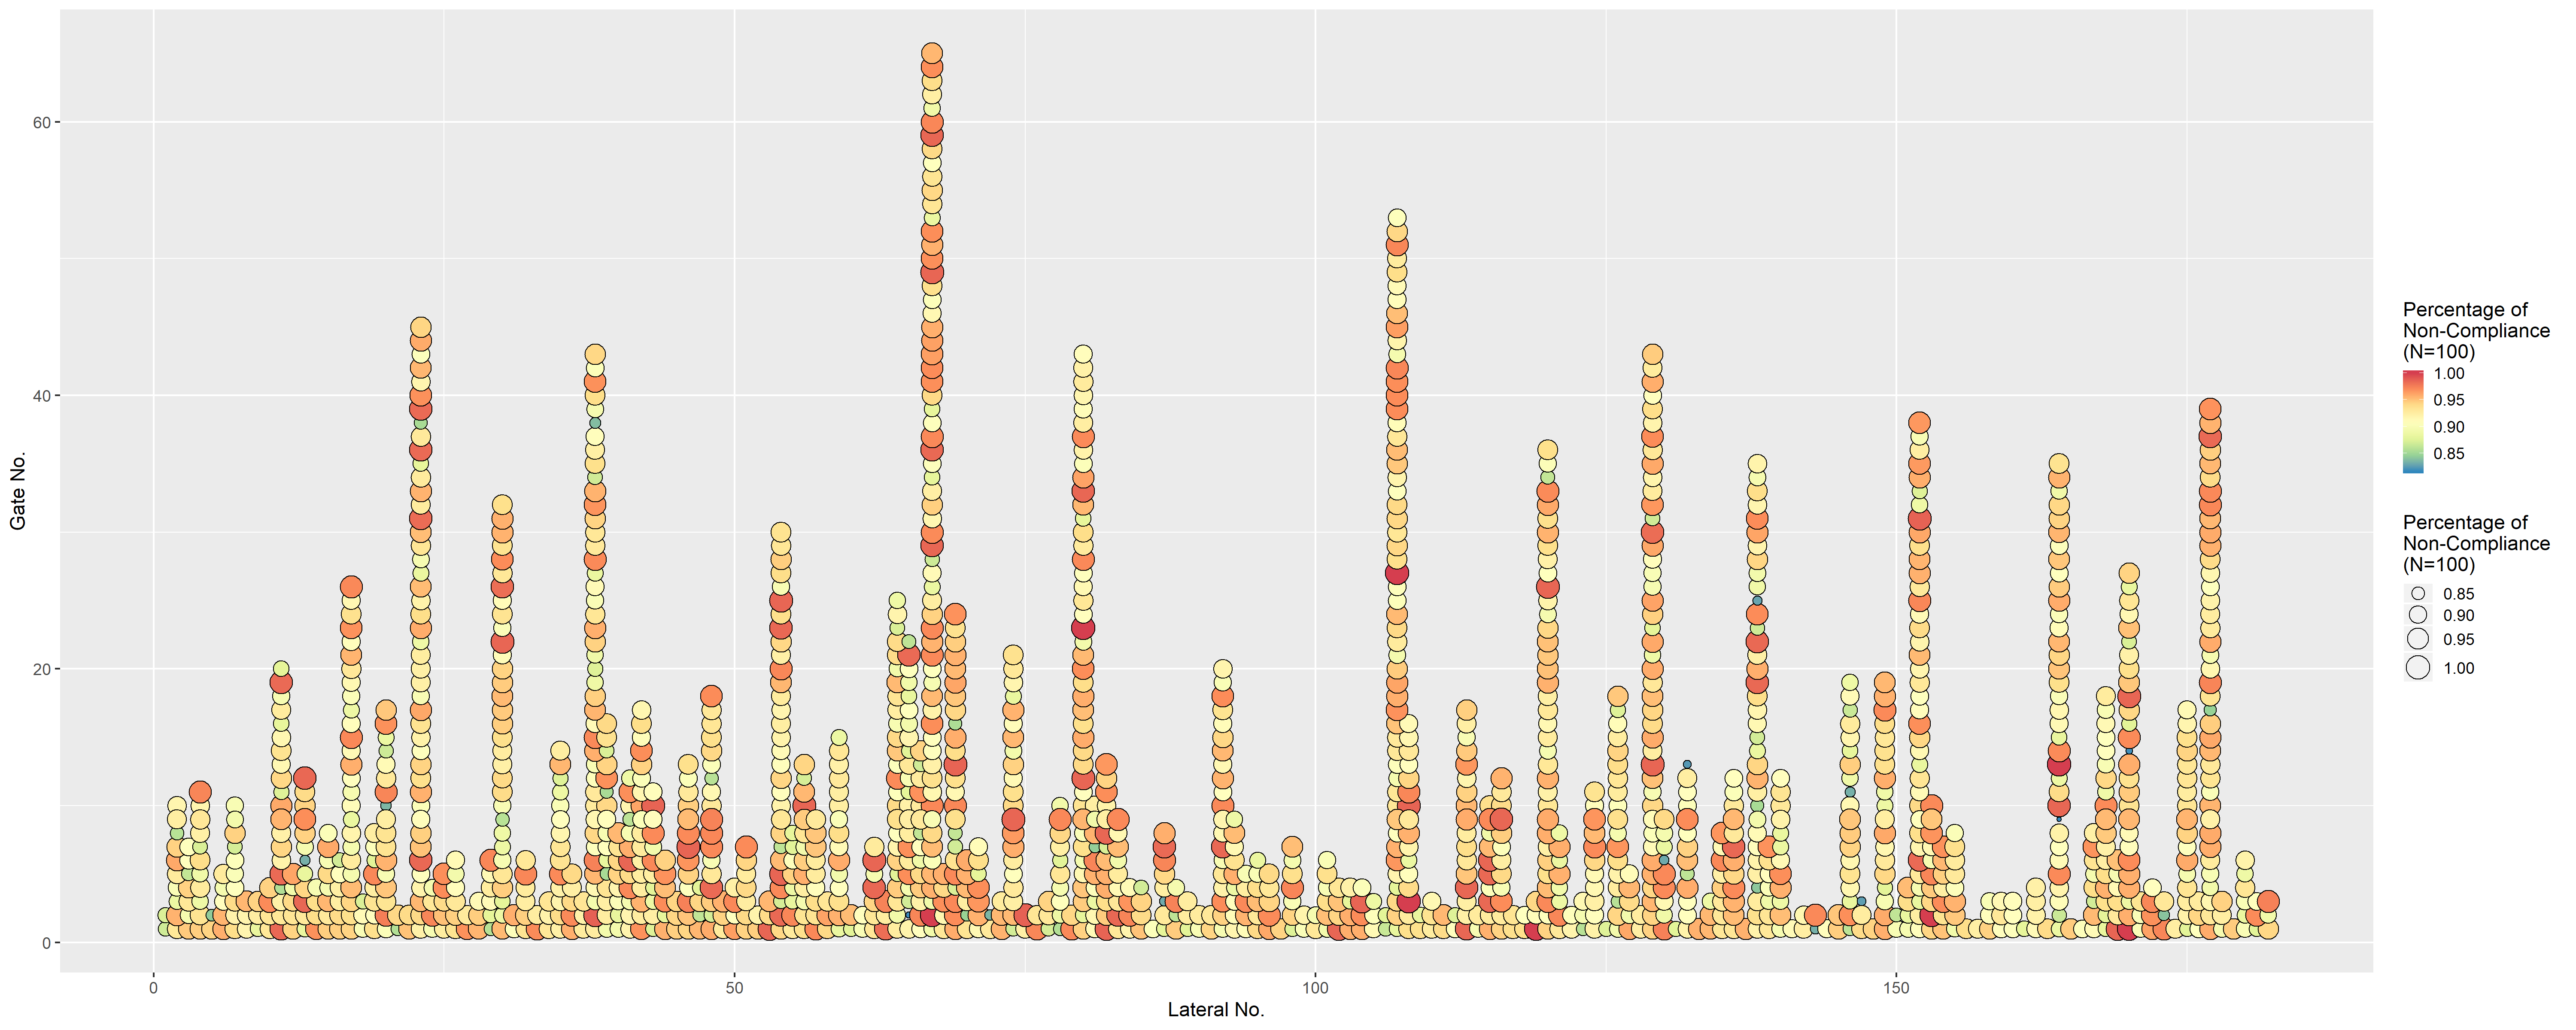 60
40
20
0
Gate No.
0
50
100
150
Lateral No.
Percentage of
Non-Compliance
(N=100)
1.00
0.95
0.90
0.85
Percentage of
Non-Compliance
(N=100)
0.85
0.90
0.95
1.00